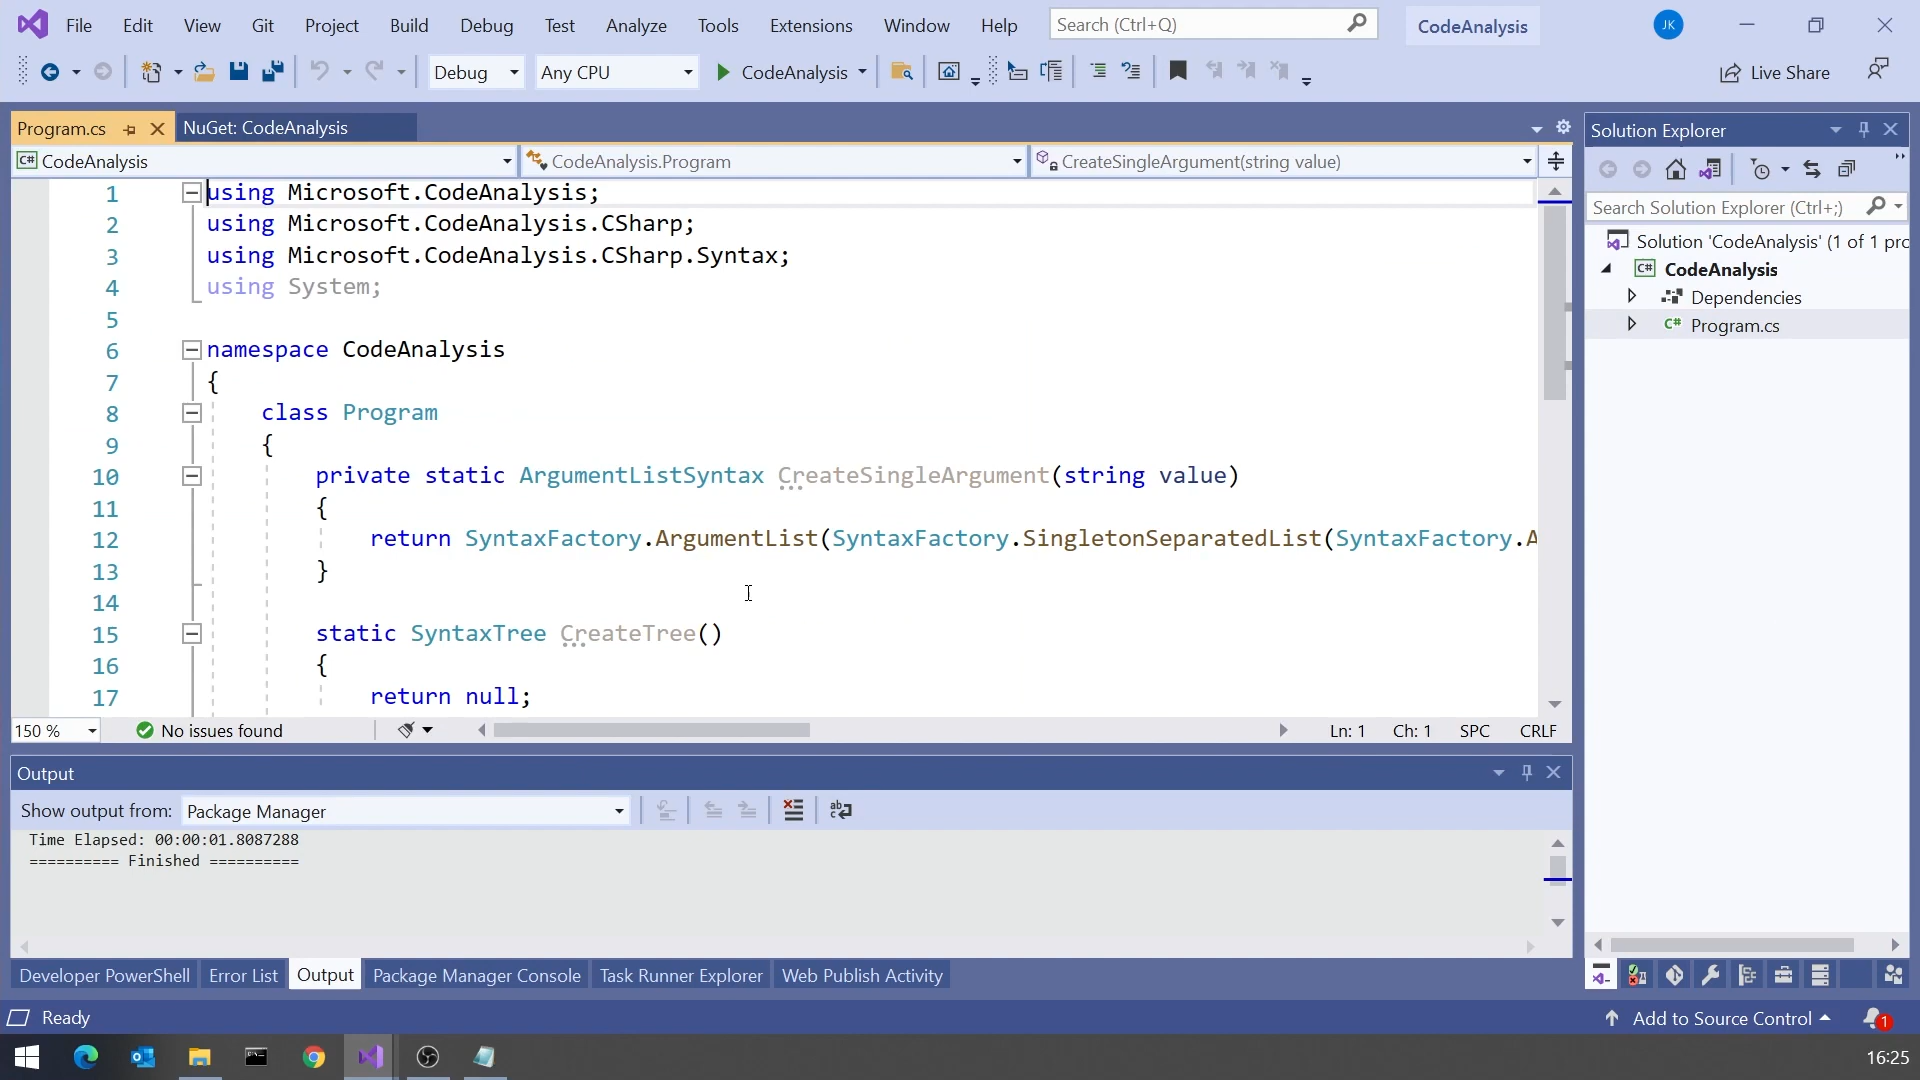 File Edit View Git Project Build Debug Test Analyze Tools Extensions Window Help Search (Ctrl+Q) CodeAnalysis JK
Debug Any CPU CodeAnalysis Live Share
Program.cs NuGet: CodeAnalysis
CodeAnalysis CodeAnalysis.Program CreateSingleArgument(string value)
1 using Microsoft.CodeAnalysis;
2 using Microsoft.CodeAnalysis.CSharp;
3 using Microsoft.CodeAnalysis.CSharp.Syntax;
4 using System;
5
6 namespace CodeAnalysis
7 {
8 class Program
9 {
10 private static ArgumentListSyntax CreateSingleArgument(string value)
11 {
12 return SyntaxFactory.ArgumentList(SyntaxFactory.SingletonSeparatedList(SyntaxFactory.A
13 }
14
15 static SyntaxTree CreateTree()
16 {
17 return null;
150 % No issues found Ln: 1 Ch: 1 SPC CRLF
Output
Show output from: Package Manager
Time Elapsed: 00:00:01.8087288
========== Finished ==========
Developer PowerShell Error List Output Package Manager Console Task Runner Explorer Web Publish Activity
Solution Explorer
Search Solution Explorer (Ctrl+;)
Solution 'CodeAnalysis' (1 of 1 pro
C# CodeAnalysis
Dependencies
C# Program.cs
Ready Add to Source Control 1
16:25